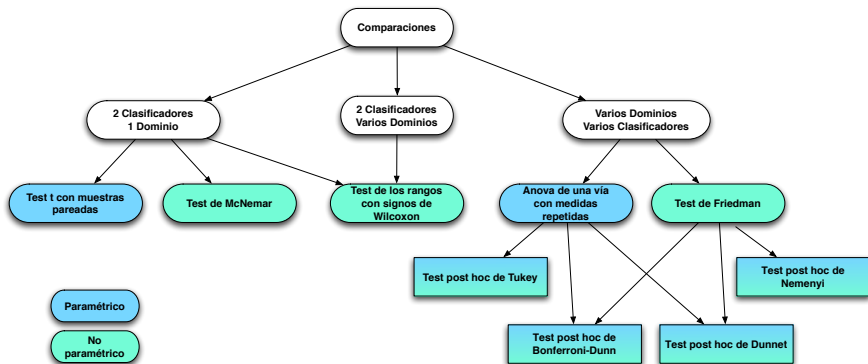 Comparaciones
2 Clasificadores
1 Dominio
2 Clasificadores
Varios Dominios
Varios Dominios
Varios Clasificadores
Test t con muestras
pareadas
Test de McNemar
Test de los rangos
con signos de
Wilcoxon
Anova de una vía
con medidas
repetidas
Test de Friedman
Test post hoc de Tukey
Test post hoc de
Nemenyi
Test post hoc de
Bonferroni-Dunn
Test post hoc de Dunnet
Paramétrico
No
paramétrico